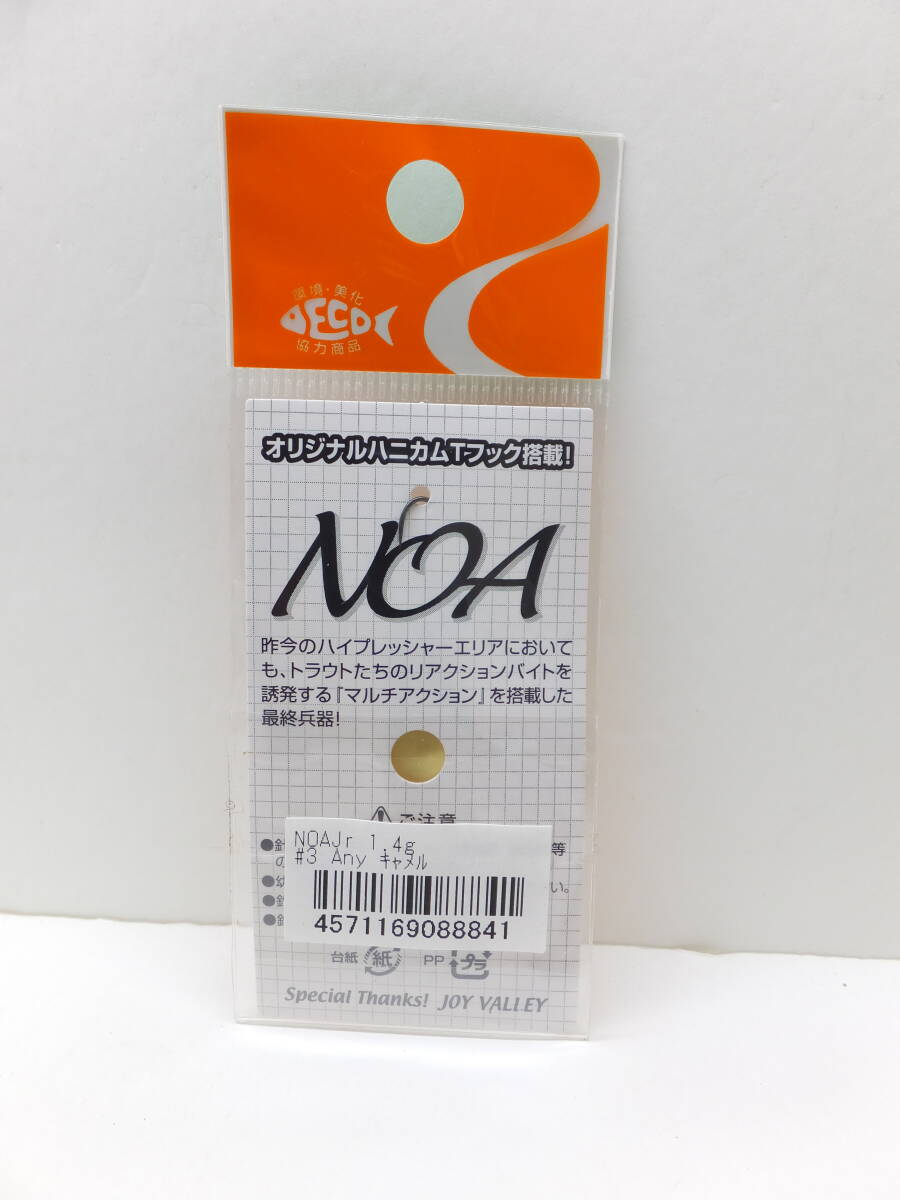 環境・美化
ECO
協力商品
オリジナルハニカムTフック搭載!
NOA
昨今のハイプレッシャーエリアにおいて
も、トラウトたちのリアクションバイトを
誘発する『マルチアクション』を搭載した
最終兵器!
ご注意
等
の
い。
NOAJr 1.4g
#3 Any キャメル
4571169088841
台紙 紙 PP プラ
Special Thanks! JOY VALLEY